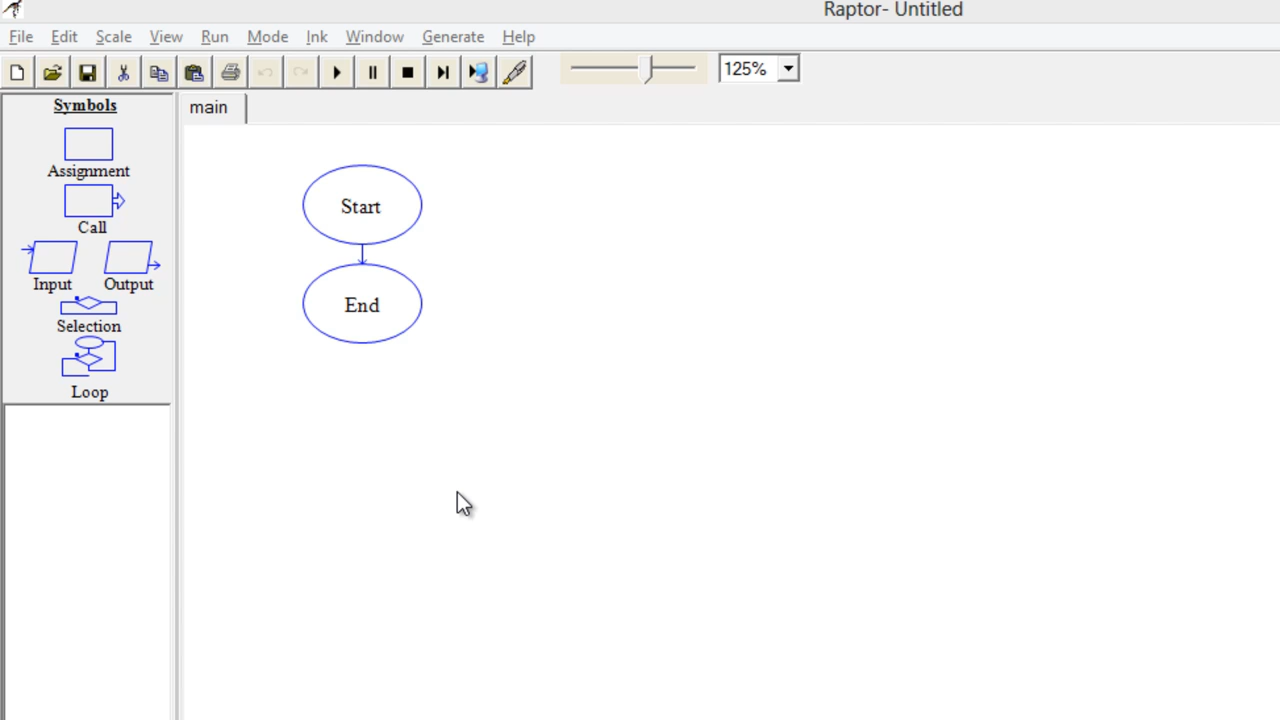 Raptor- Untitled
File Edit Scale View Run Mode Ink Window Generate Help
125%
Symbols
main
Assignment
Call
Input Output
Selection
Loop
Start
End